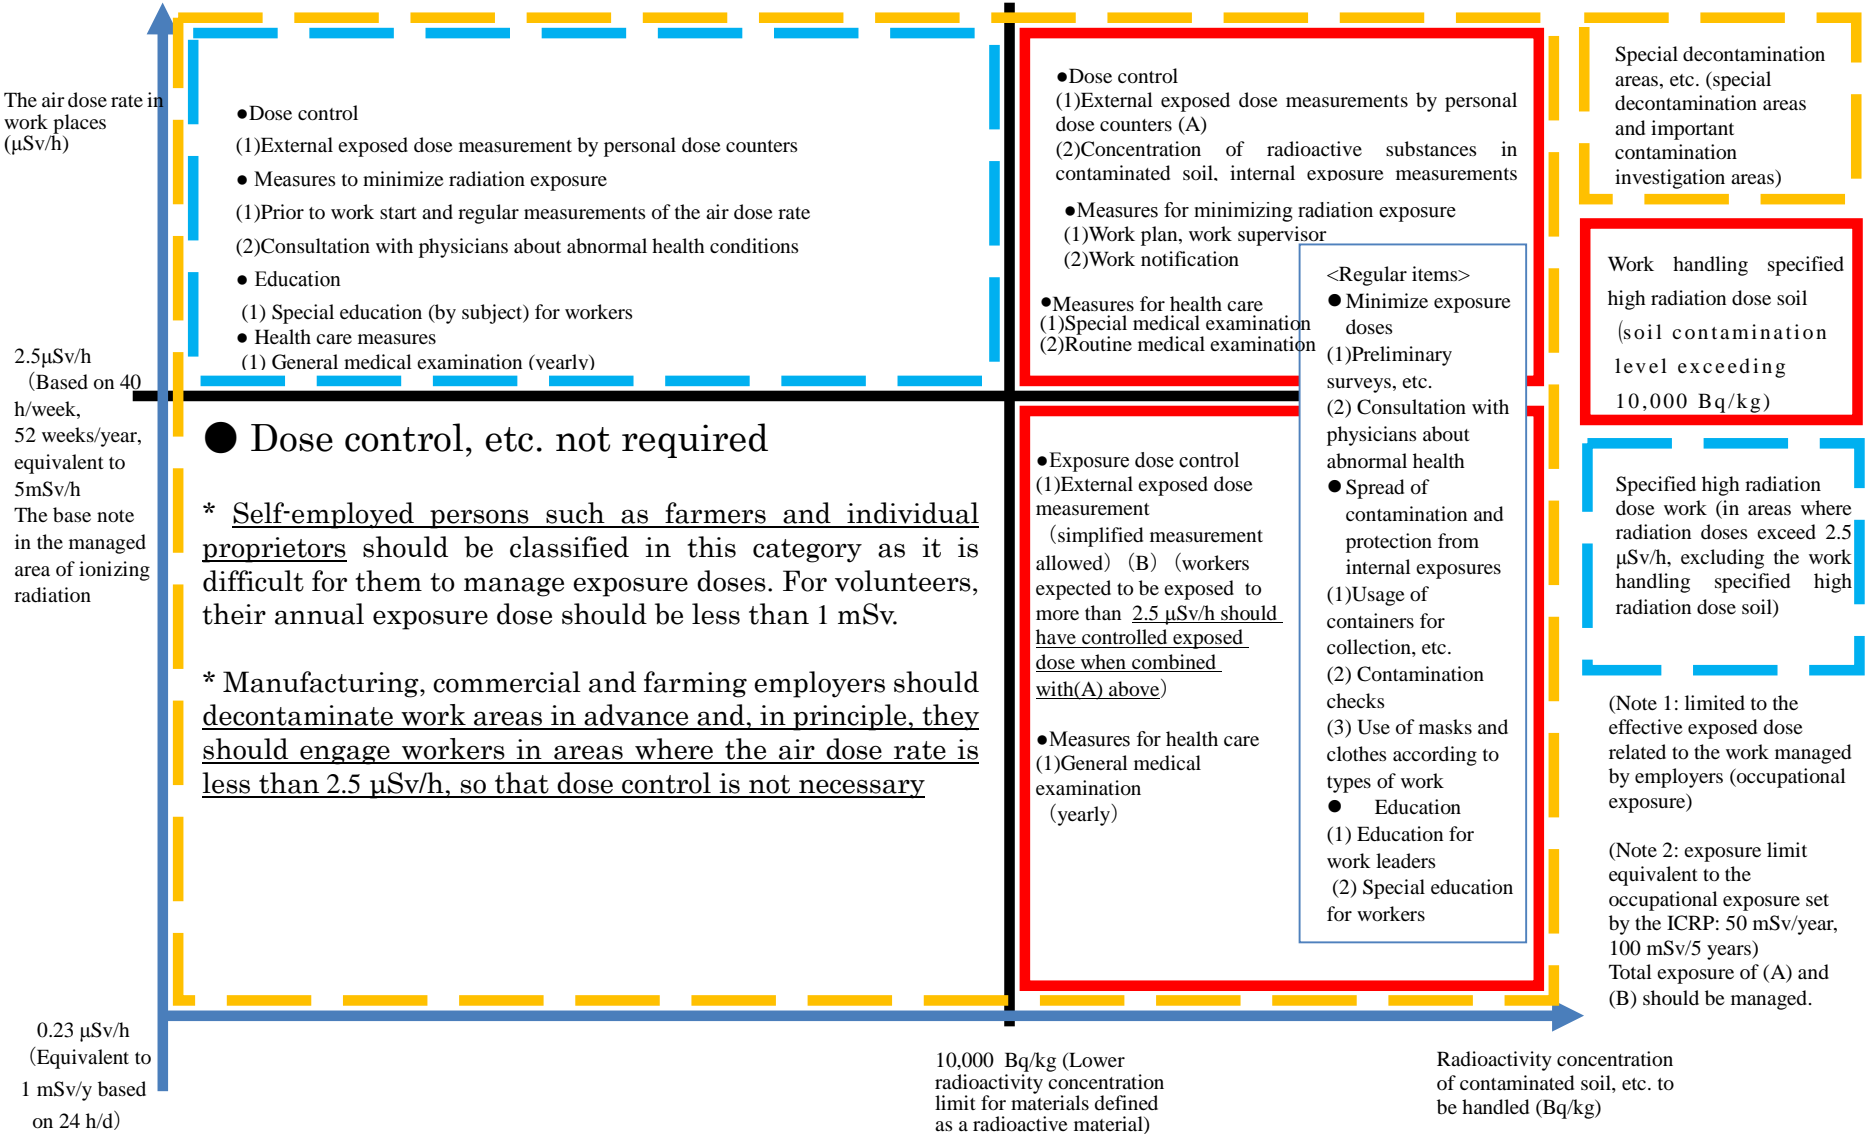 The air dose rate in
work places
(μSv/h)
2.5μSv/h
（Based on 40
h/week,
52 weeks/year,
equivalent to
5mSv/h
The base note
in the managed
area of ionizing
radiation
0.23 μSv/h
（Equivalent to
1 mSv/y based
on 24 h/d）
●Dose control
(1)External exposed dose measurement by personal dose counters
● Measures to minimize radiation exposure
(1)Prior to work start and regular measurements of the air dose rate
(2)Consultation with physicians about abnormal health conditions
● Education
(1) Special education (by subject) for workers
● Health care measures
(1) General medical examination (yearly)
● Dose control, etc. not required
* Self-employed persons such as farmers and individual
proprietors should be classified in this category as it is
difficult for them to manage exposure doses. For volunteers,
their annual exposure dose should be less than 1 mSv.
* Manufacturing, commercial and farming employers should
decontaminate work areas in advance and, in principle, they
should engage workers in areas where the air dose rate is
less than 2.5 μSv/h, so that dose control is not necessary
●Dose control
(1)External exposed dose measurements by personal
dose counters (A)
(2)Concentration of radioactive substances in
contaminated soil, internal exposure measurements
●Measures for minimizing radiation exposure
(1)Work plan, work supervisor
(2)Work notification
●Measures for health care
(1)Special medical examination
(2)Routine medical examination
●Exposure dose control
(1)External exposed dose
measurement
（simplified measurement
allowed）（B）（workers
expected to be exposed to
more than 2.5 μSv/h should
have controlled exposed
dose when combined
with(A) above）
●Measures for health care
(1)General medical
examination
（yearly）
<Regular items>
● Minimize exposure
doses
(1)Preliminary
surveys, etc.
(2) Consultation with
physicians about
abnormal health
● Spread of
contamination and
protection from
internal exposures
(1)Usage of
containers for
collection, etc.
(2) Contamination
checks
(3) Use of masks and
clothes according to
types of work
● Education
(1) Education for
work leaders
(2) Special education
for workers
Special decontamination
areas, etc. (special
decontamination areas
and important
contamination
investigation areas)
Work handling specified
high radiation dose soil
（soil contamination
level exceeding
10,000 Bq/kg）
Specified high radiation
dose work (in areas where
radiation doses exceed 2.5
μSv/h, excluding the work
handling specified high
radiation dose soil)
(Note 1: limited to the
effective exposed dose
related to the work managed
by employers (occupational
exposure)
(Note 2: exposure limit
equivalent to the
occupational exposure set
by the ICRP: 50 mSv/year,
100 mSv/5 years)
Total exposure of (A) and
(B) should be managed.
10,000 Bq/kg (Lower
radioactivity concentration
limit for materials defined
as a radioactive material)
Radioactivity concentration
of contaminated soil, etc. to
be handled (Bq/kg)